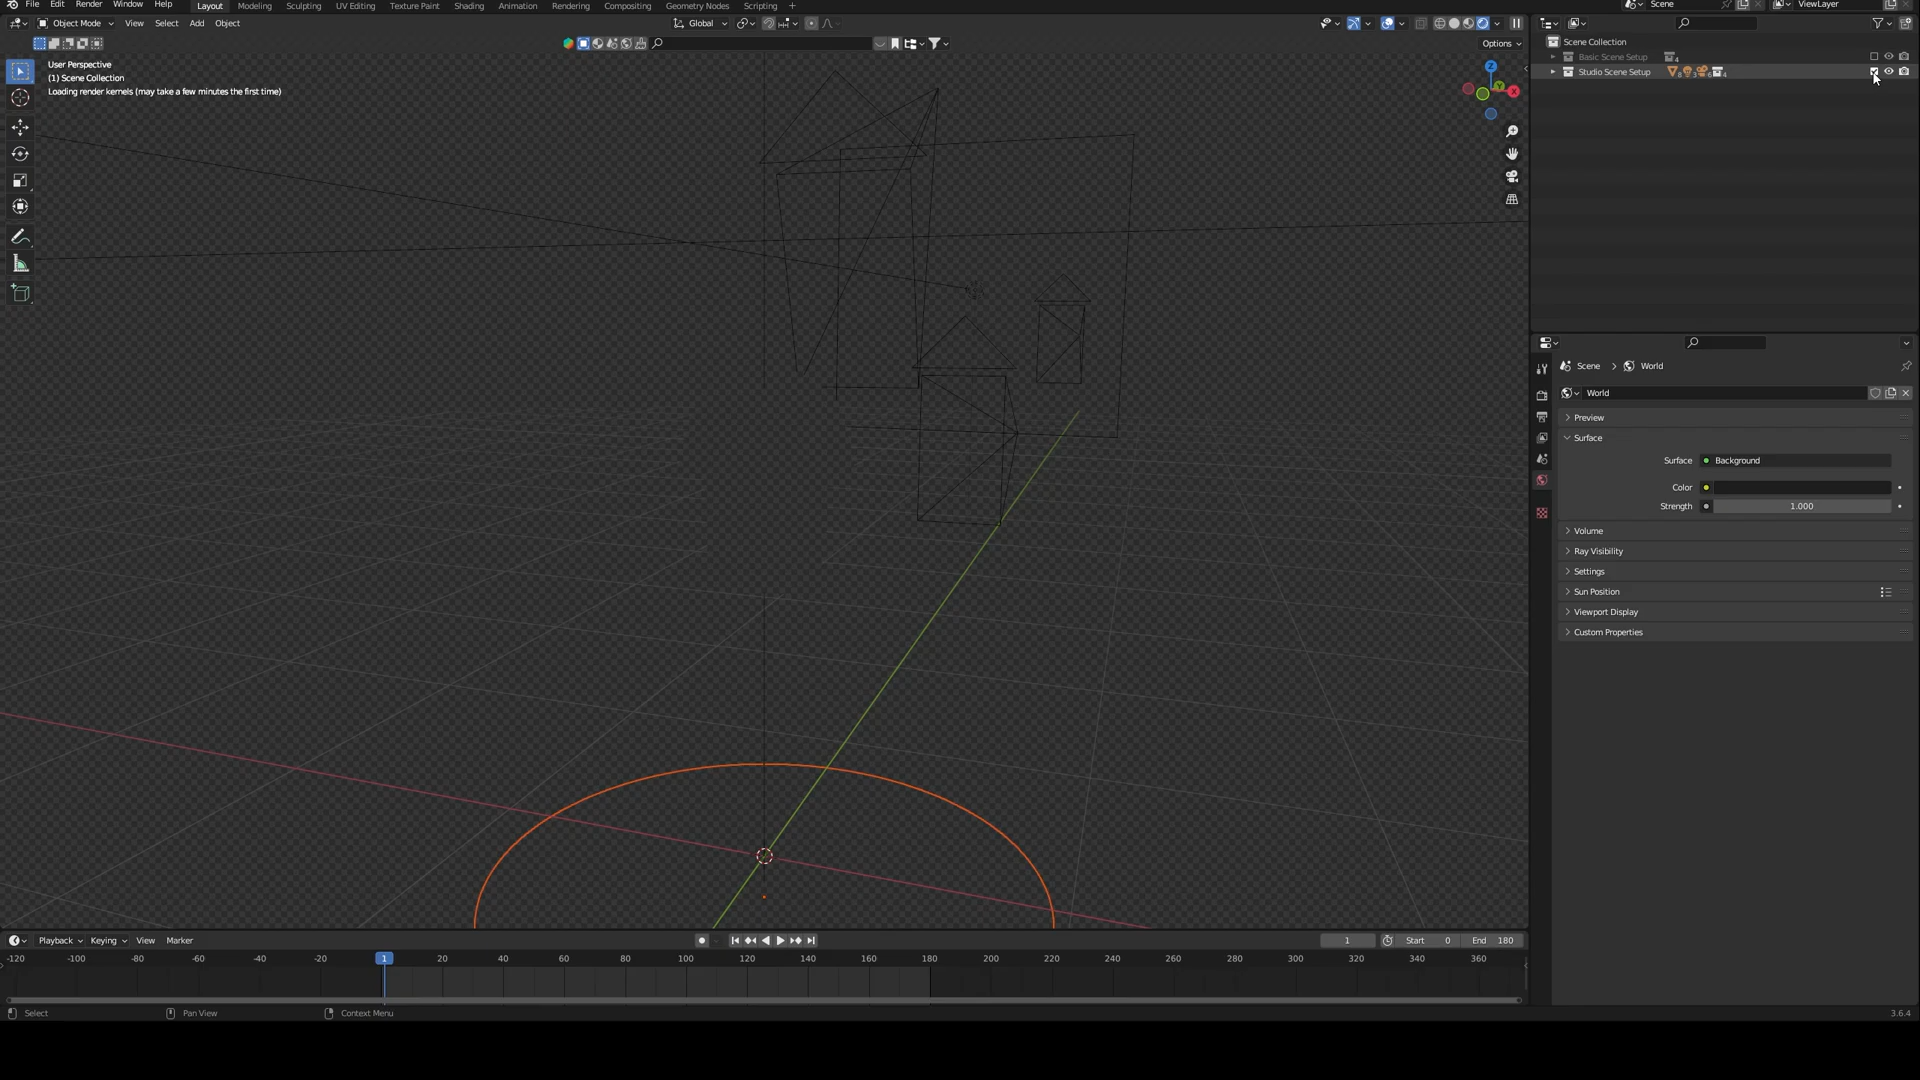 File Edit Render Window Help Layout Modeling Sculpting UV Editing Texture Paint Shading Animation Rendering Compositing Geometry Nodes Scripting + Scene ViewLayer
Object Mode View Select Add Object Global
Options
User Perspective
(1) Scene Collection
Loading render kernels (may take a few minutes the first time)
Z
Y
X
Scene Collection
Basic Scene Setup
Studio Scene Setup
Scene > World
World
Preview
Surface
Surface Background
Color
Strength 1.000
Volume
Ray Visibility
Settings
Sun Position
Viewport Display
Custom Properties
Playback Keying View Marker 1 Start 0 End 180
-120 -100 -80 -60 -40 -20 1 20 40 60 80 100 120 140 160 180 200 220 240 260 280 300 320 340 360
Select Pan View Context Menu 3.6.4